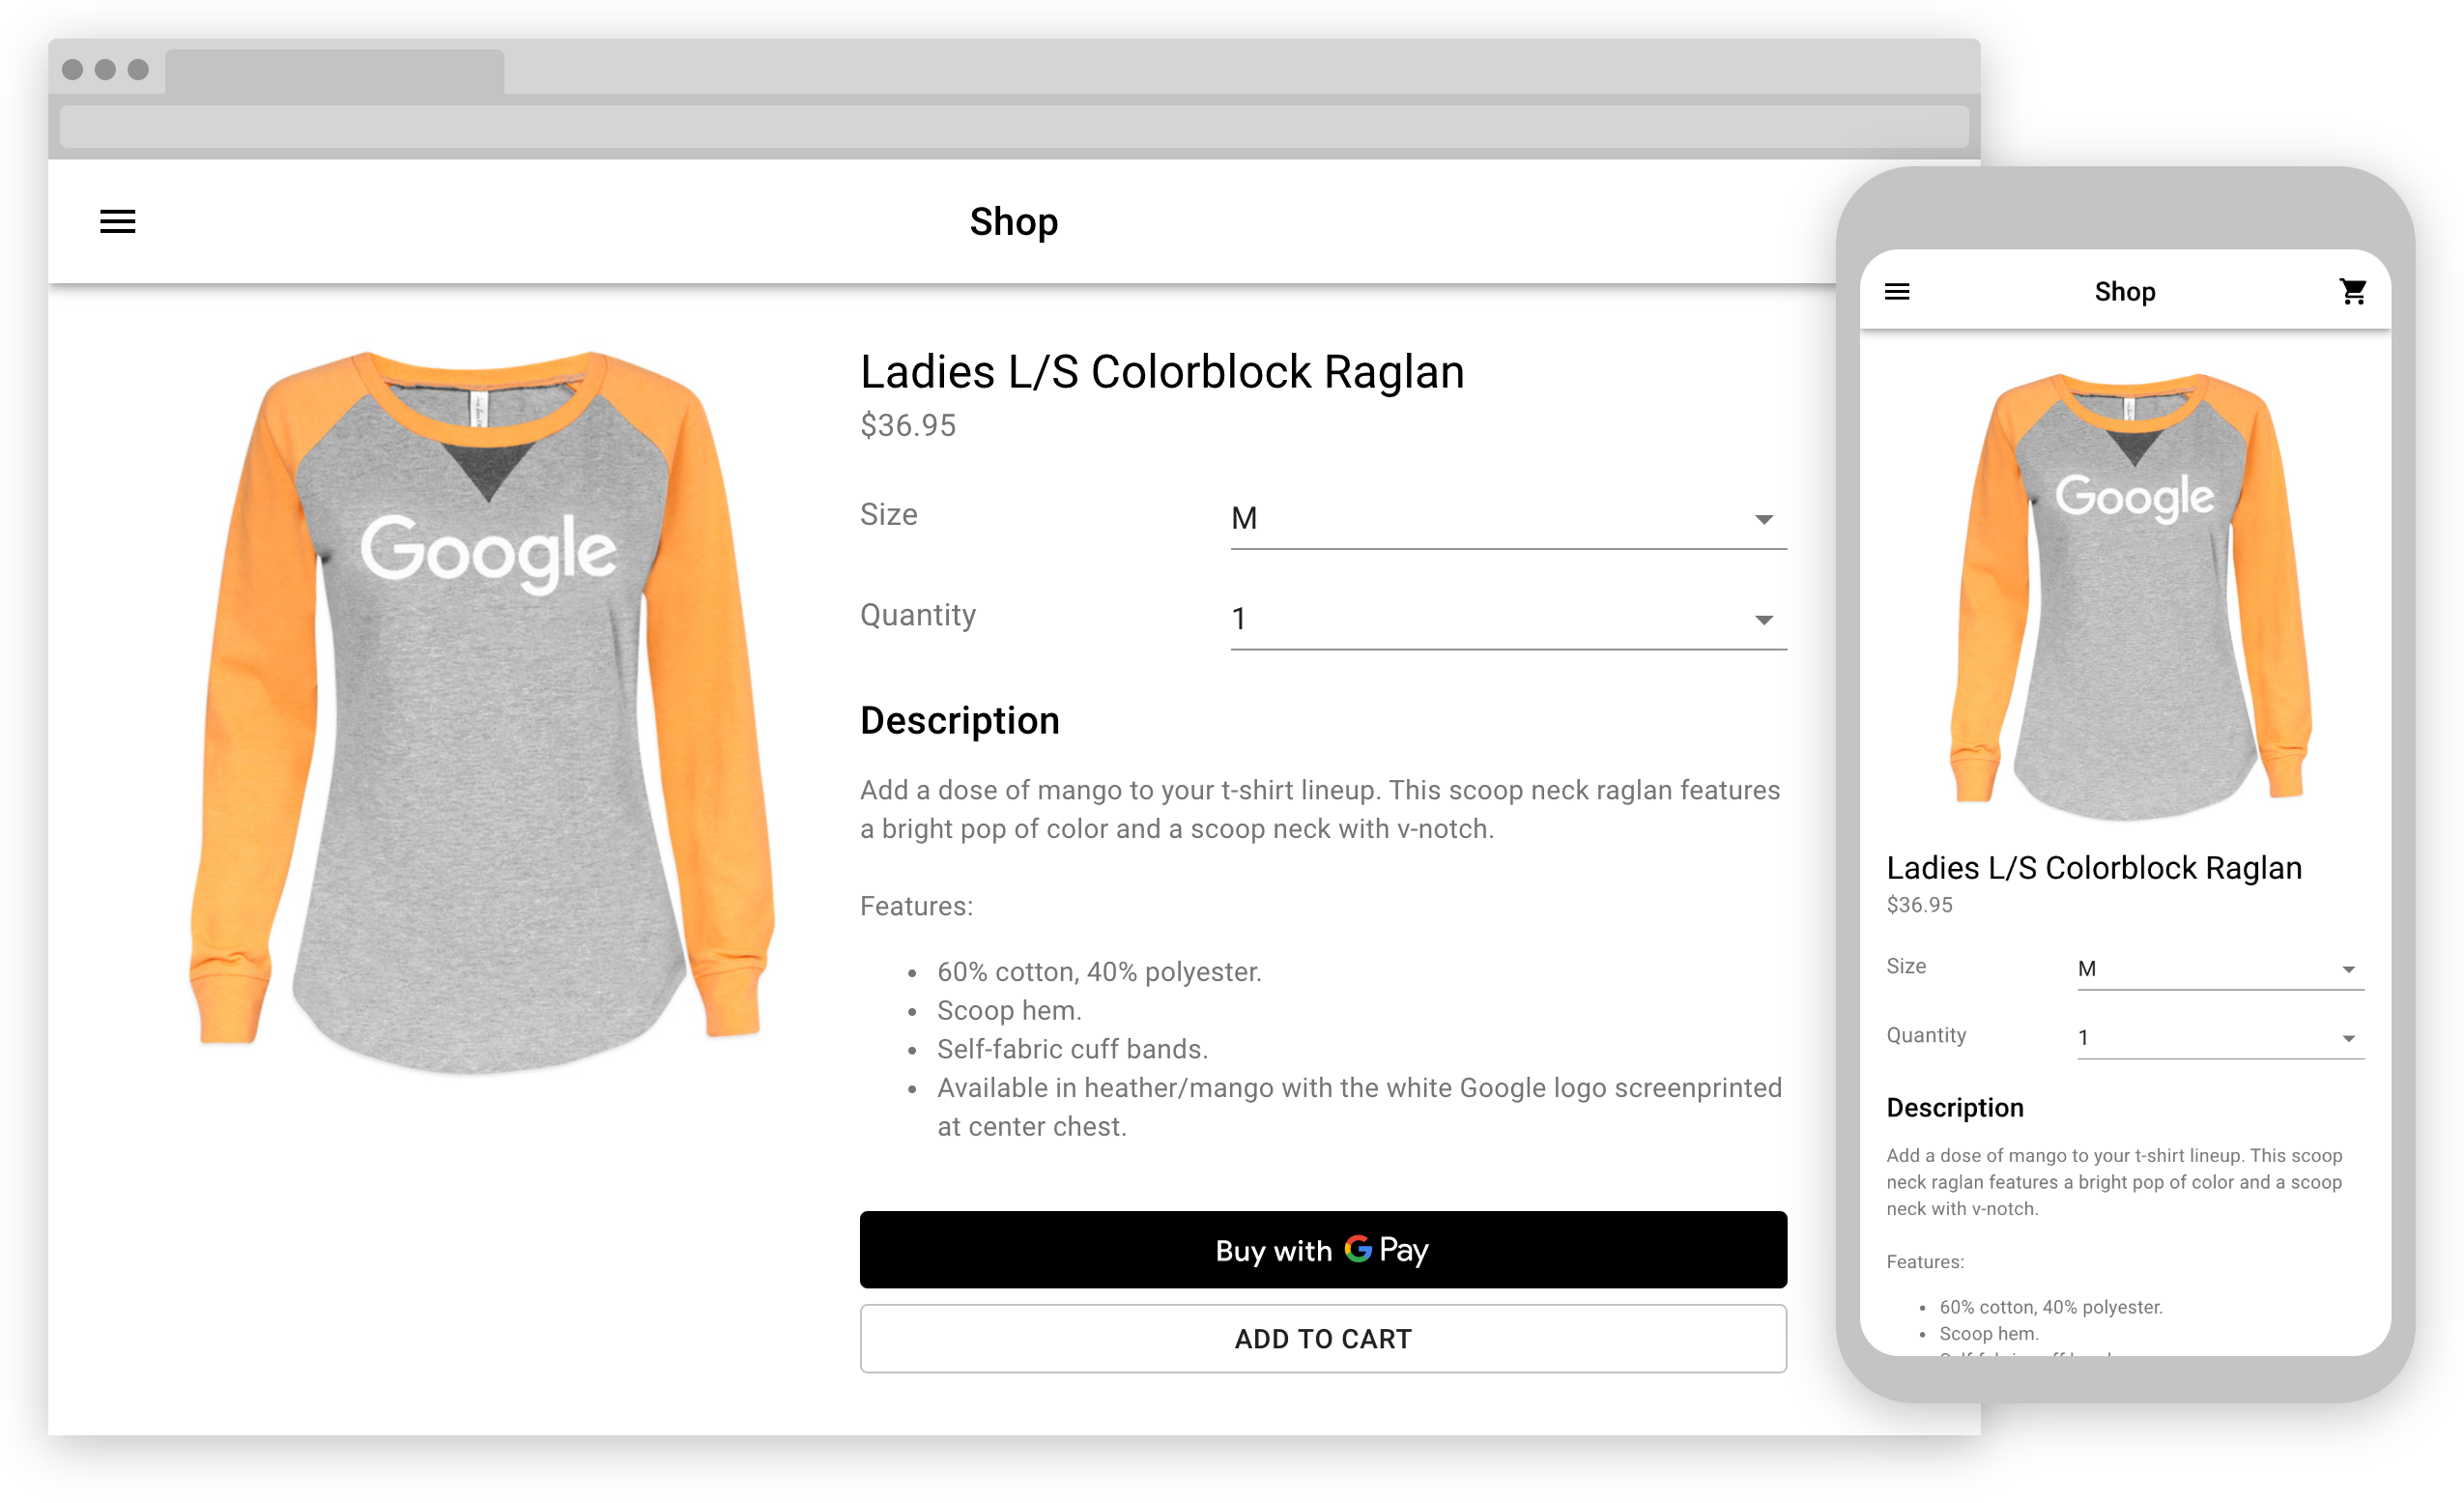 Shop
Google
Ladies L/S Colorblock Raglan
$36.95
Size
M
Quantity
1
Description
Add a dose of mango to your t-shirt lineup. This scoop neck raglan features
a bright pop of color and a scoop neck with v-notch.
Features:
• 60% cotton, 40% polyester.
• Scoop hem.
• Self-fabric cuff bands.
• Available in heather/mango with the white Google logo screenprinted
at center chest.
Buy with G Pay
ADD TO CART
Shop
Google
Ladies L/S Colorblock Raglan
$36.95
Size
M
Quantity
1
Description
Add a dose of mango to your t-shirt lineup. This scoop
neck raglan features a bright pop of color and a scoop
neck with v-notch.
Features:
• 60% cotton, 40% polyester.
• Scoop hem.